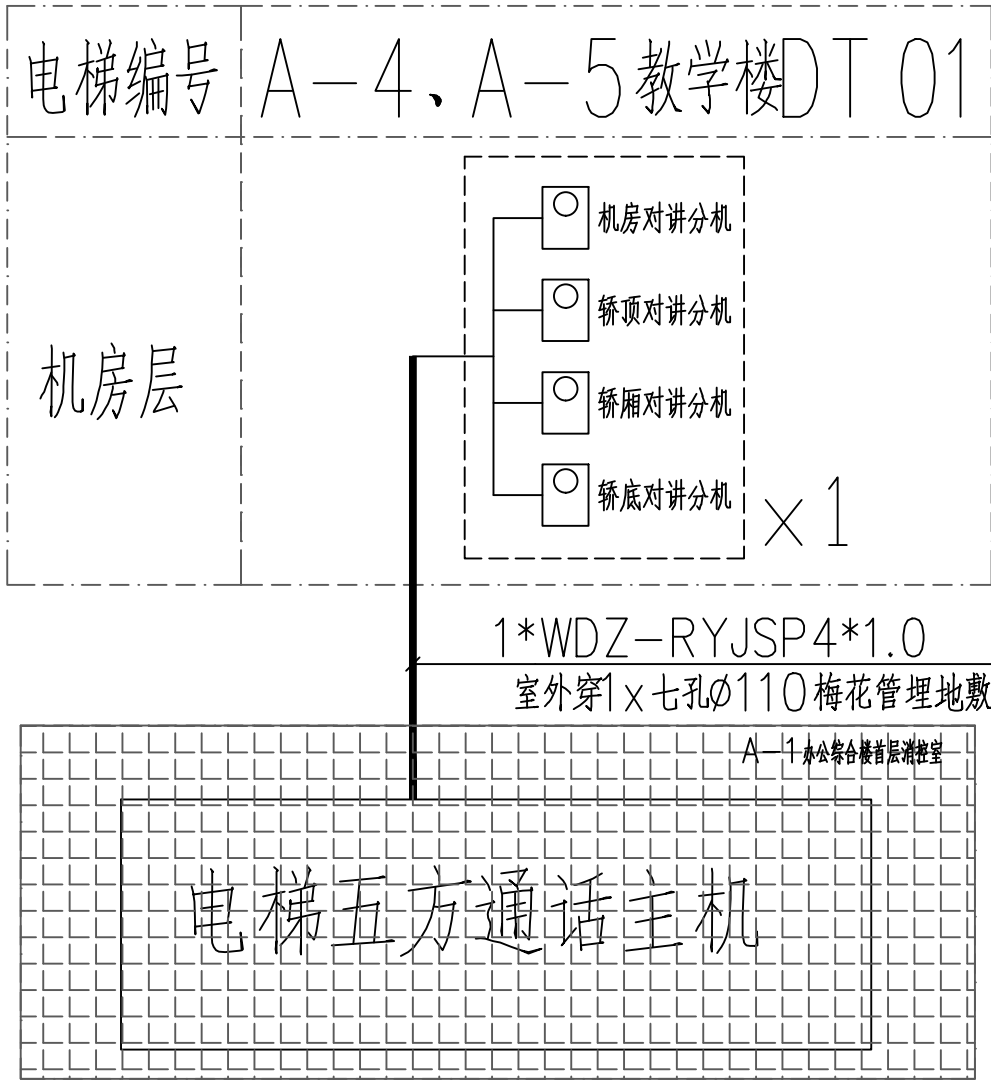 电梯编号 A-4、A-5教学楼DT 01
机房对讲分机
轿顶对讲分机
机房层
轿厢对讲分机
轿底对讲分机
×1
1*WDZ-RYJSP4*1.0
室外穿1x七孔Ø110梅花管埋地敷
A-1办公综合楼首层消控室
电梯五方通话主机